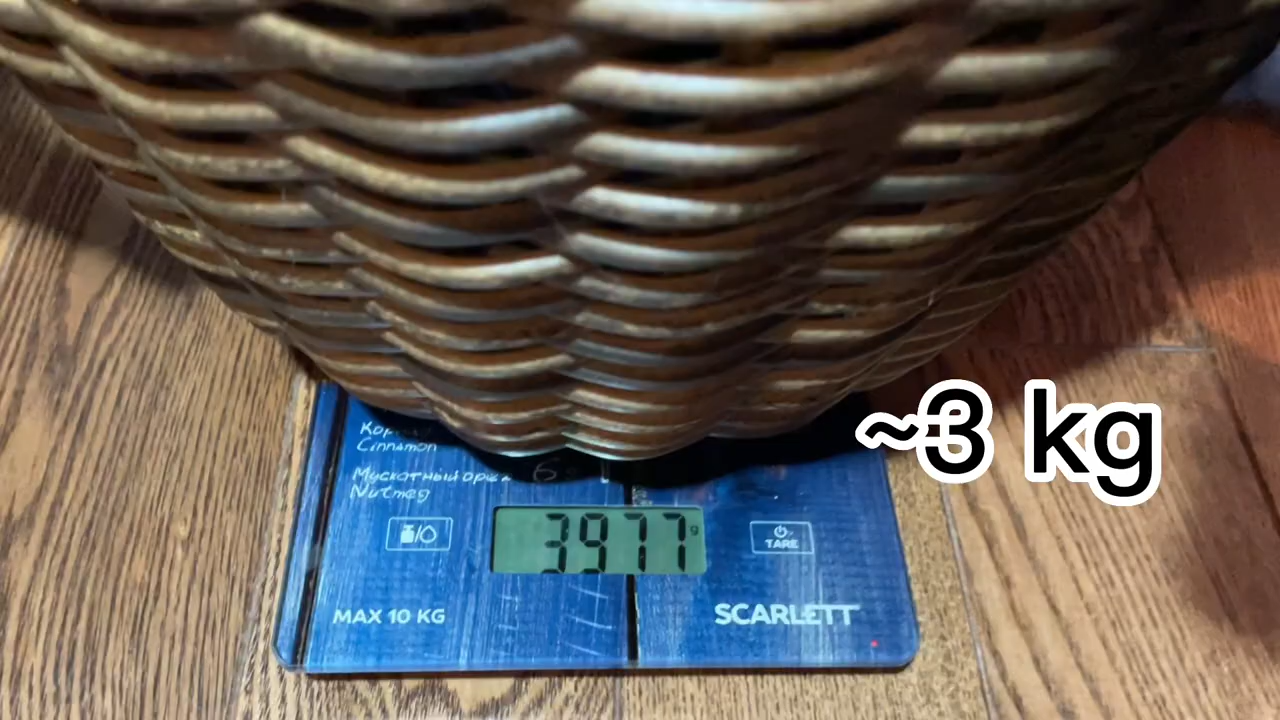 ~3 kg
Cinnamon
Мускатный орех
Nutmeg
3977 g
TARE
MAX 10 KG
SCARLETT